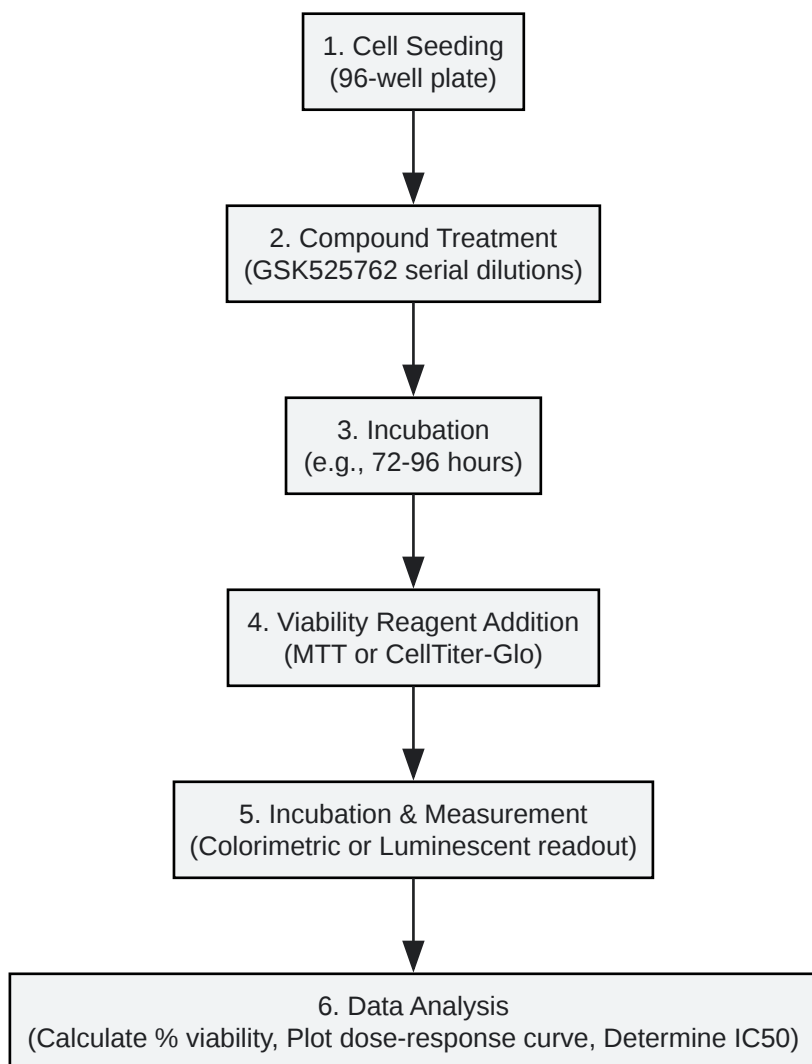 1. Cell Seeding
(96-well plate)
2. Compound Treatment
(GSK525762 serial dilutions)
3. Incubation
(e.g., 72-96 hours)
4. Viability Reagent Addition
(MTT or CellTiter-Glo)
5. Incubation & Measurement
(Colorimetric or Luminescent readout)
6. Data Analysis
(Calculate % viability, Plot dose-response curve, Determine IC50)